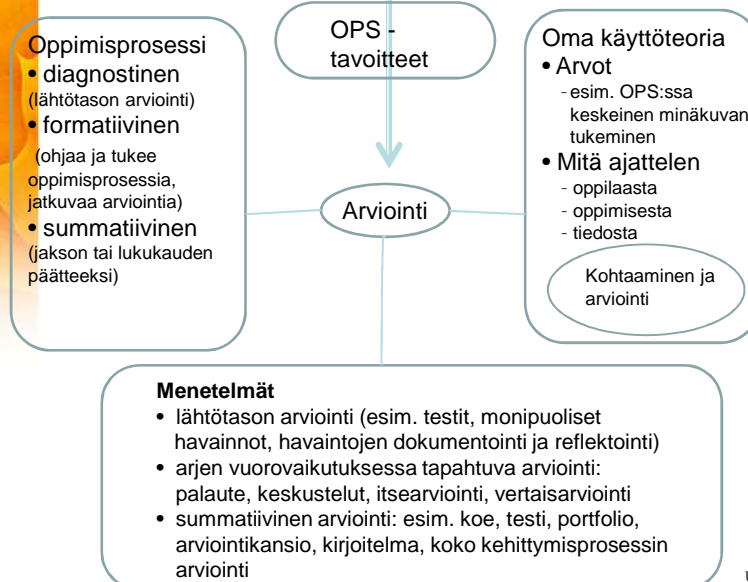 Oppimisprosessi
• diagnostinen
(lähtötason arviointi)
• formatiivinen
(ohjaa ja tukee
oppimisprosessia,
jatkuvaa arviointia)
• summatiivinen
(jakson tai lukukauden
päätteeksi)
OPS -
tavoitteet
Arviointi
Oma käyttöteoria
• Arvot
- esim. OPS:ssa
keskeinen minäkuvan
tukeminen
• Mitä ajattelen
- oppilaasta
- oppimisesta
- tiedosta
Kohtaaminen ja
arviointi
Menetelmät
• lähtötason arviointi (esim. testit, monipuoliset
havainnot, havaintojen dokumentointi ja reflektointi)
• arjen vuorovaikutuksessa tapahtuva arviointi:
palaute, keskustelut, itsearviointi, vertaisarviointi
• summatiivinen arviointi: esim. koe, testi, portfolio,
arviointikansio, kirjoitelma, koko kehittymisprosessin
arviointi